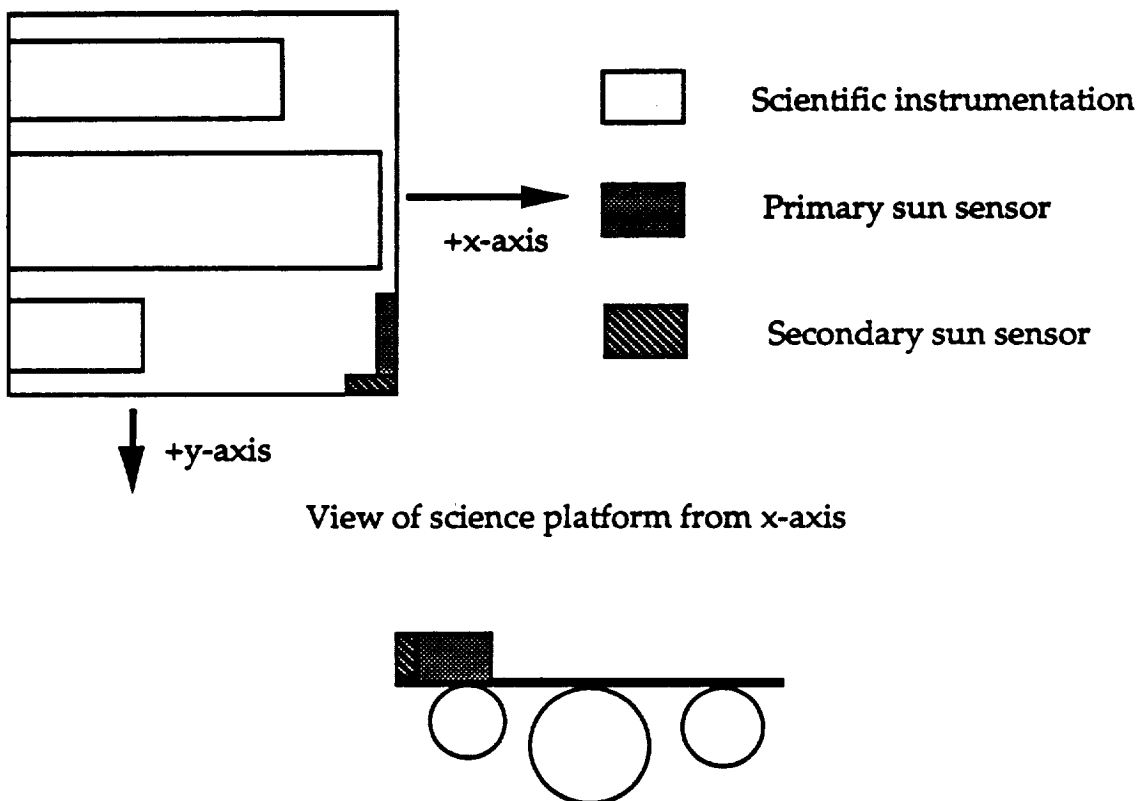 Scientific instrumentation
Primary sun sensor
+x-axis
Secondary sun sensor
+y-axis
View of science platform from x-axis